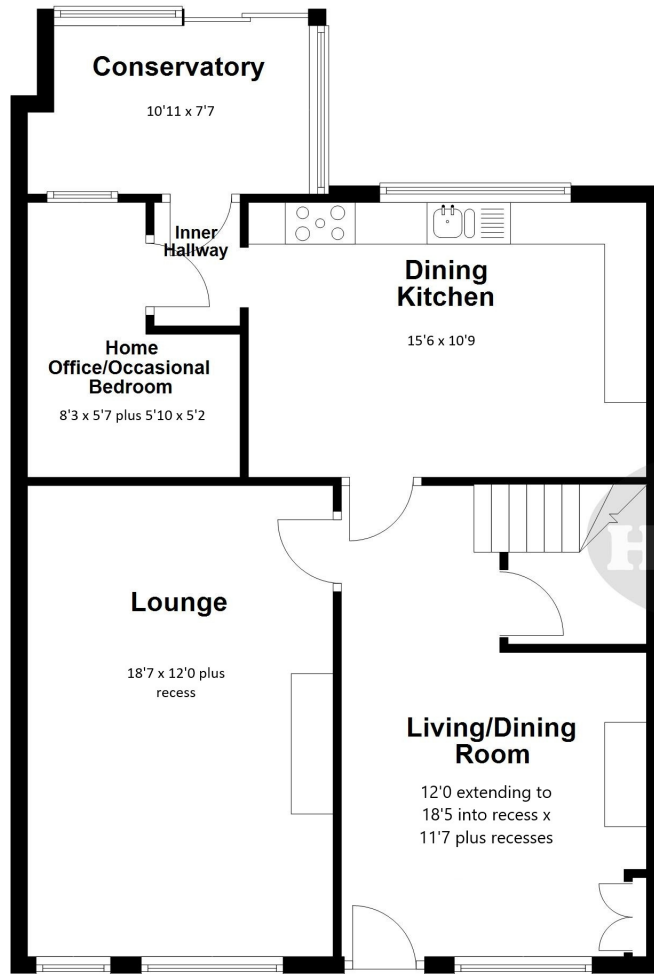 Conservatory
10'11 x 7'7
Inner
Hallway
Dining
Kitchen
15'6 x 10'9
Home
Office/Occasional
Bedroom
8'3 x 5'7 plus 5'10 x 5'2
Lounge
18'7 x 12'0 plus
recess
Living/Dining
Room
12'0 extending to
18'5 into recess x
11'7 plus recesses
H